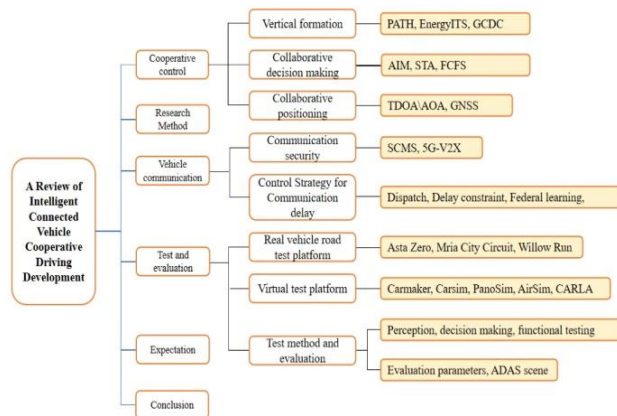 A Review of
Intelligent
Connected
Vehicle
Cooperative
Driving
Development
Cooperative
control
Vertical formation
PATH, EnergyITS, GCDC
Collaborative
decision making
AIM, STA, FCFS
Collaborative
positioning
TDOA\AOA, GNSS
Research
Method
Vehicle
communication
Communication
security
SCMS, 5G-V2X
Control Strategy for
Communication
delay
Dispatch, Delay constraint, Federal learning,
Test and
evaluation
Real vehicle road
test platform
Asta Zero, Mria City Circuit, Willow Run
Virtual test platform
Carmaker, Carsim, PanoSim, AirSim, CARLA
Test method and
evaluation
Perception, decision making, functional testing
Evaluation parameters, ADAS scene
Expectation
Conclusion